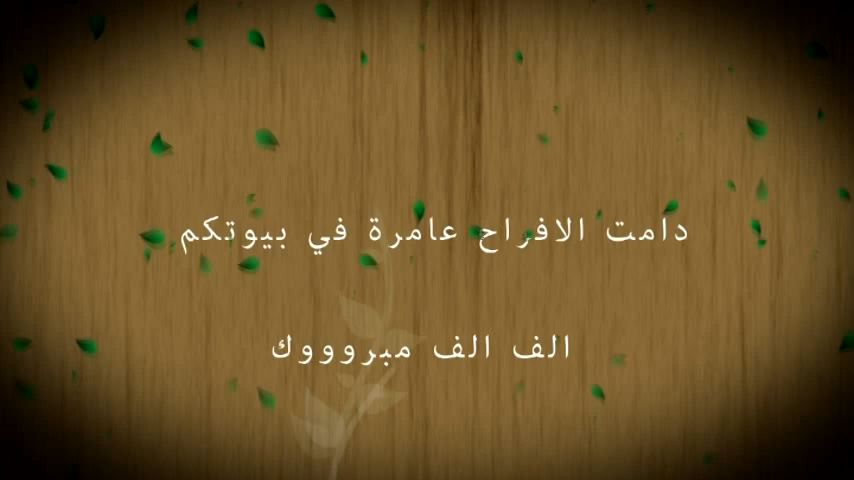 دامت الافراح عامرة في بيوتكم
الف الف مبروووك